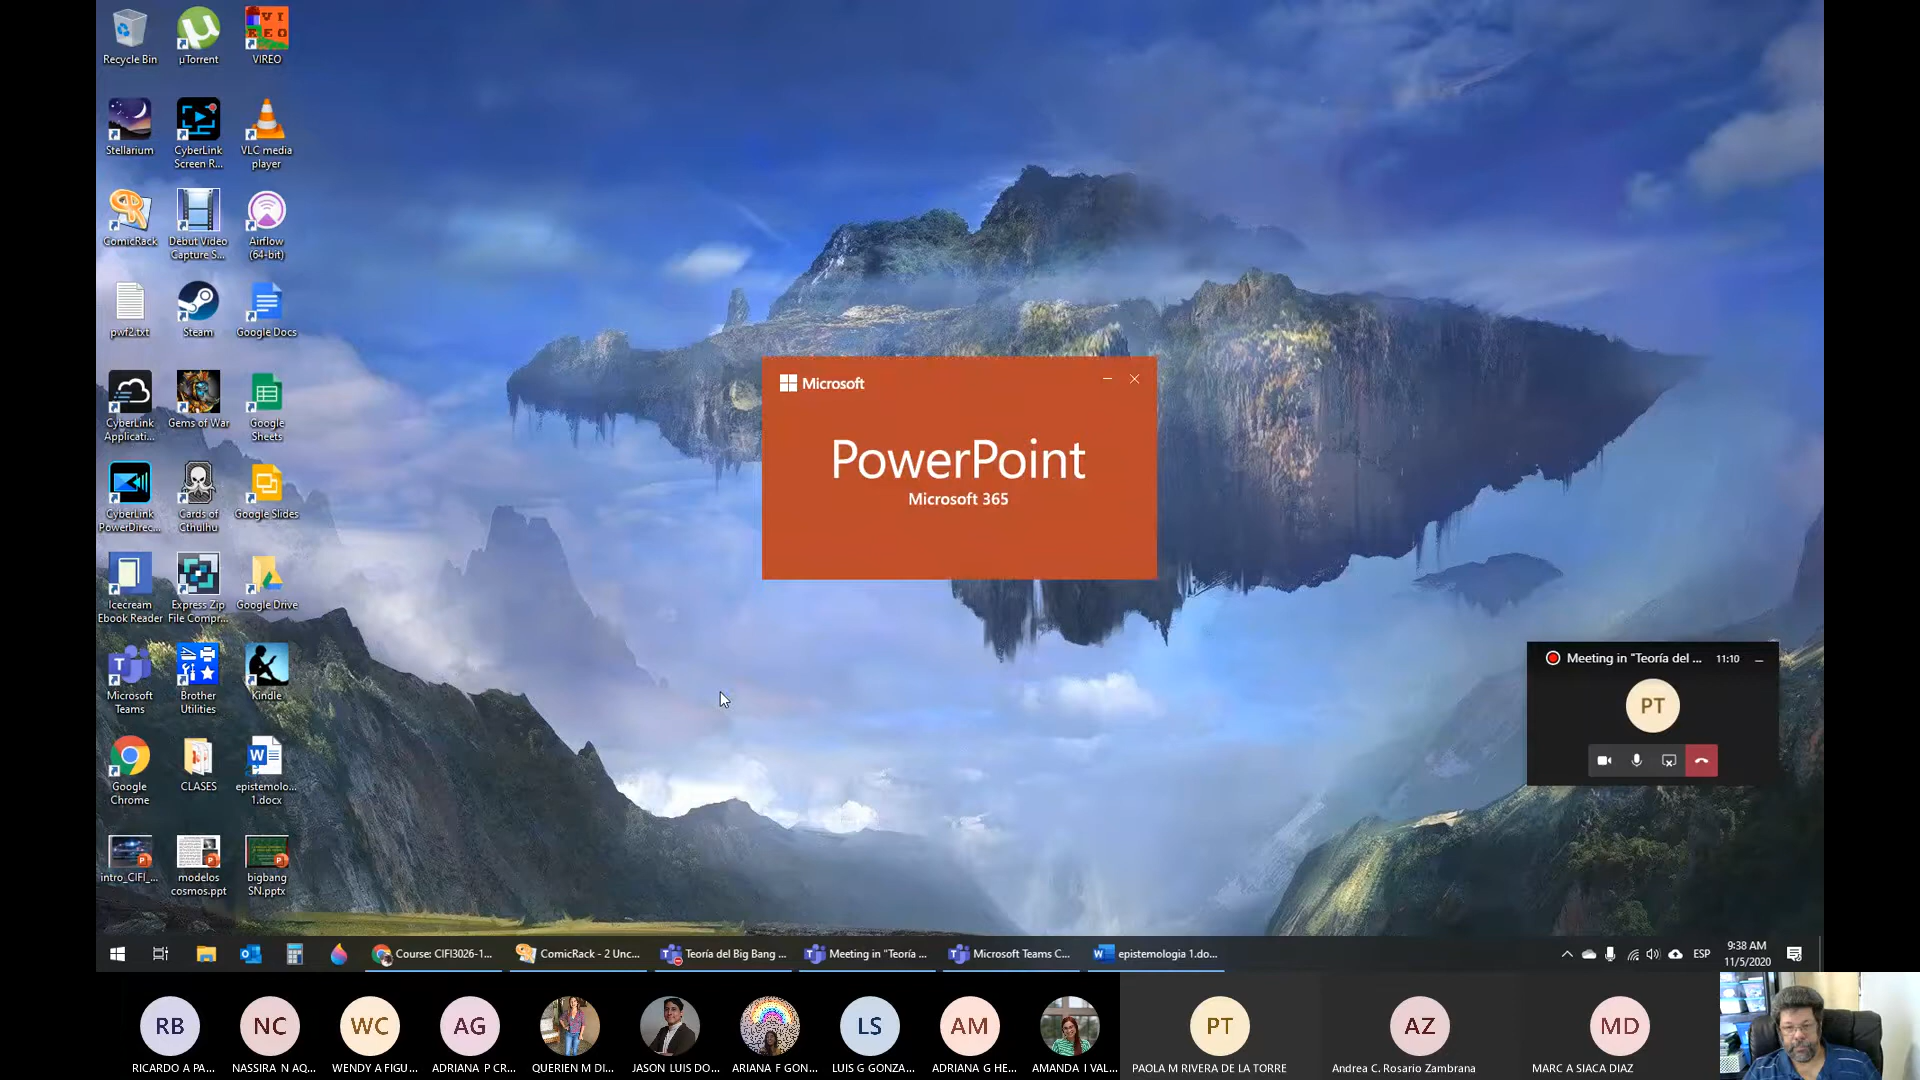 Recycle Bin
µTorrent
VIREO
Stellarium
CyberLink
Screen R...
VLC media
player
ComicRack
Debut Video
Capture S...
Airflow
(64-bit)
pwf2.txt
Steam
Google Docs
CyberLink
Applicati...
Gems of War
Google
Sheets
CyberLink
PowerDirec...
Cards of
Cthulhu
Google Slides
Icecream
Ebook Reader
Express Zip
File Compr...
Google Drive
Microsoft
Teams
Brother
Utilities
Kindle
Google
Chrome
CLASES
epistemolo...
1.docx
intro_CIFI_...
modelos
cosmos.ppt
bigbang
SN.pptx
Microsoft
PowerPoint
Microsoft 365
Meeting in "Teoría del ... 11:10
PT
Course: CIFI3026-1...
ComicRack - 2 Unc...
Teoría del Big Bang ...
Meeting in "Teoría ...
Microsoft Teams C...
epistemologia 1.do...
ESP
9:38 AM
11/5/2020
RB
NC
WC
AG
LS
AM
PT
AZ
MD
RICARDO A PA...
NASSIRA N AQ...
WENDY A FIGU...
ADRIANA P CR...
QUERIEN M DI...
JASON LUIS DO...
ARIANA F GON...
LUIS G GONZA...
ADRIANA G HE...
AMANDA I VAL...
PAOLA M RIVERA DE LA TORRE
Andrea C. Rosario Zambrana
MARC A SIACA DIAZ